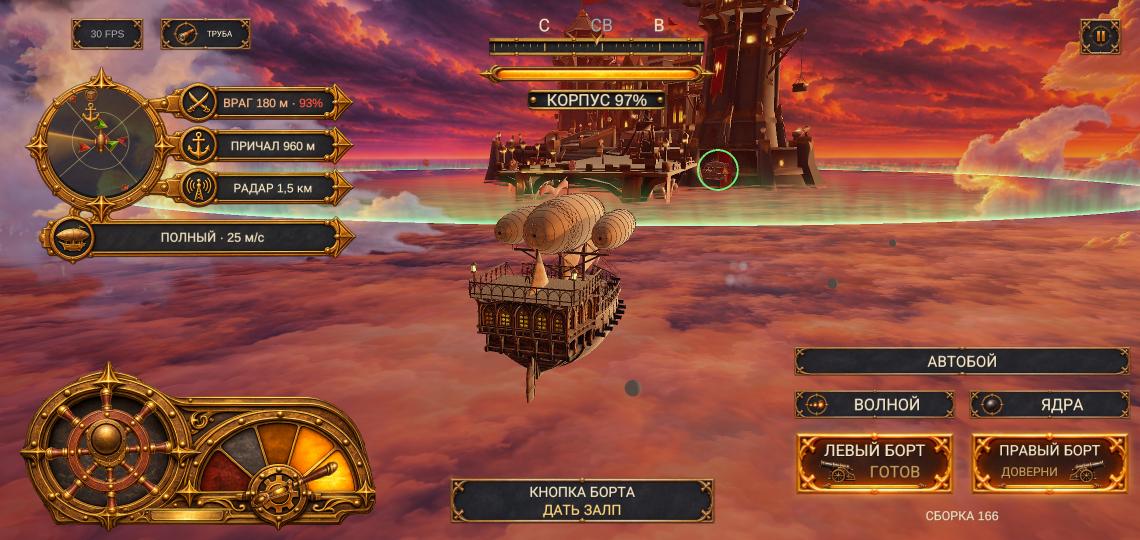 30 FPS
ТРУБА
С СВ В
КОРПУС 97%
ВРАГ 180 м · 93%
ПРИЧАЛ 960 м
РАДАР 1,5 км
ПОЛНЫЙ · 25 м/с
АВТОБОЙ
ВОЛНОЙ
ЯДРА
ЛЕВЫЙ БОРТ
ГОТОВ
ПРАВЫЙ БОРТ
ДОВЕРНИ
КНОПКА БОРТА
ДАТЬ ЗАЛП
СБОРКА 166